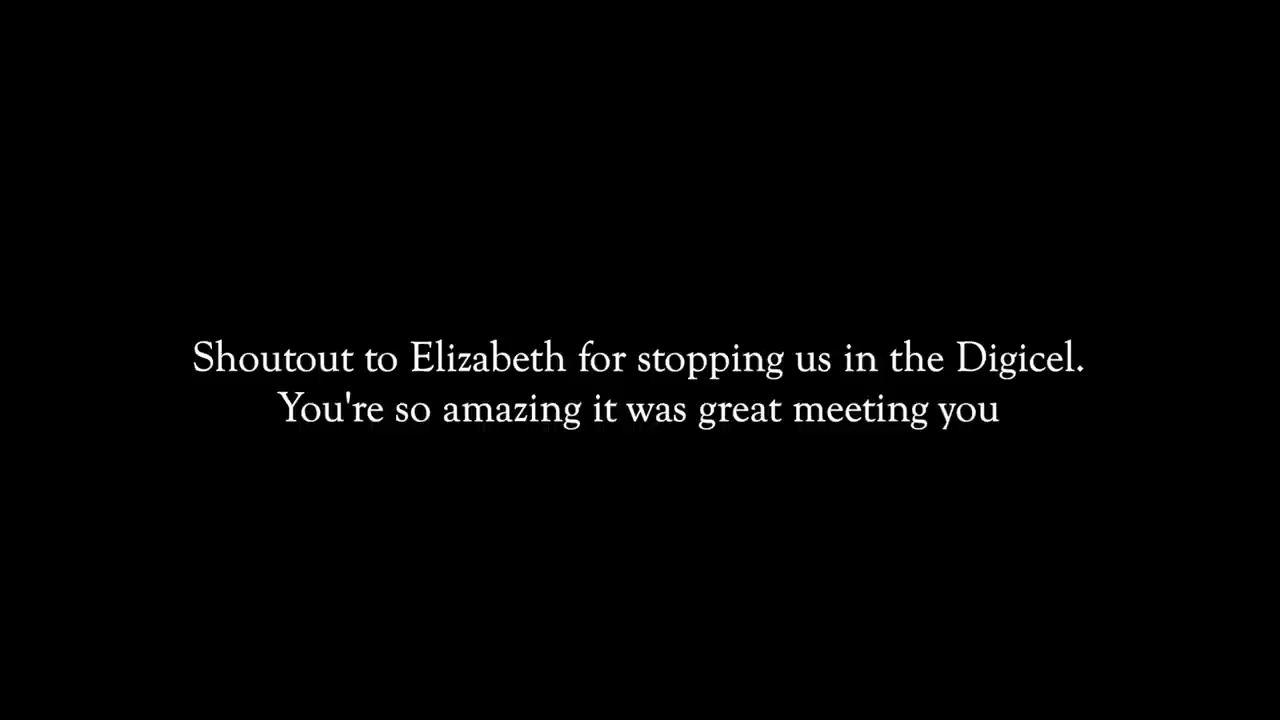 Shoutout to Elizabeth for stopping us in the Digicel.
You're so amazing it was great meeting you